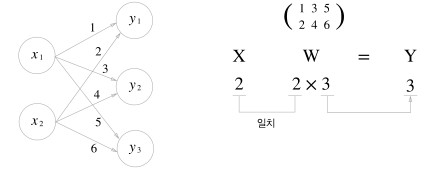 x₁
x₂
y₁
y₂
y₃
1
2
3
4
5
6
( 1 3 5
2 4 6 )
X W = Y
2 2 × 3 3
일치